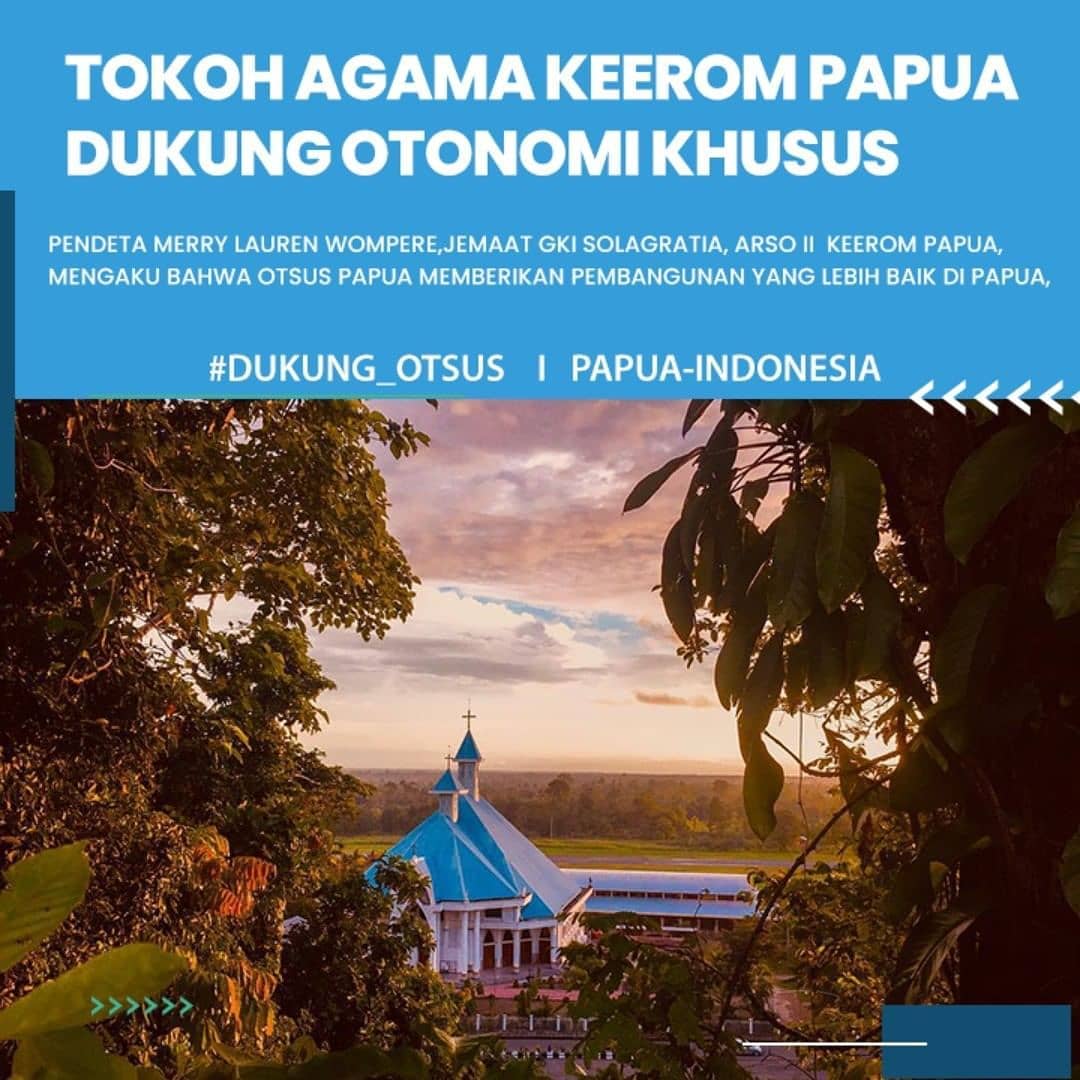 TOKOH AGAMA KEEROM PAPUA
DUKUNG OTONOMI KHUSUS
PENDETA MERRY LAUREN WOMPERE,JEMAAT GKI SOLAGRATIA, ARSO II KEEROM PAPUA,
MENGAKU BAHWA OTSUS PAPUA MEMBERIKAN PEMBANGUNAN YANG LEBIH BAIK DI PAPUA,
#DUKUNG_OTSUS I PAPUA-INDONESIA